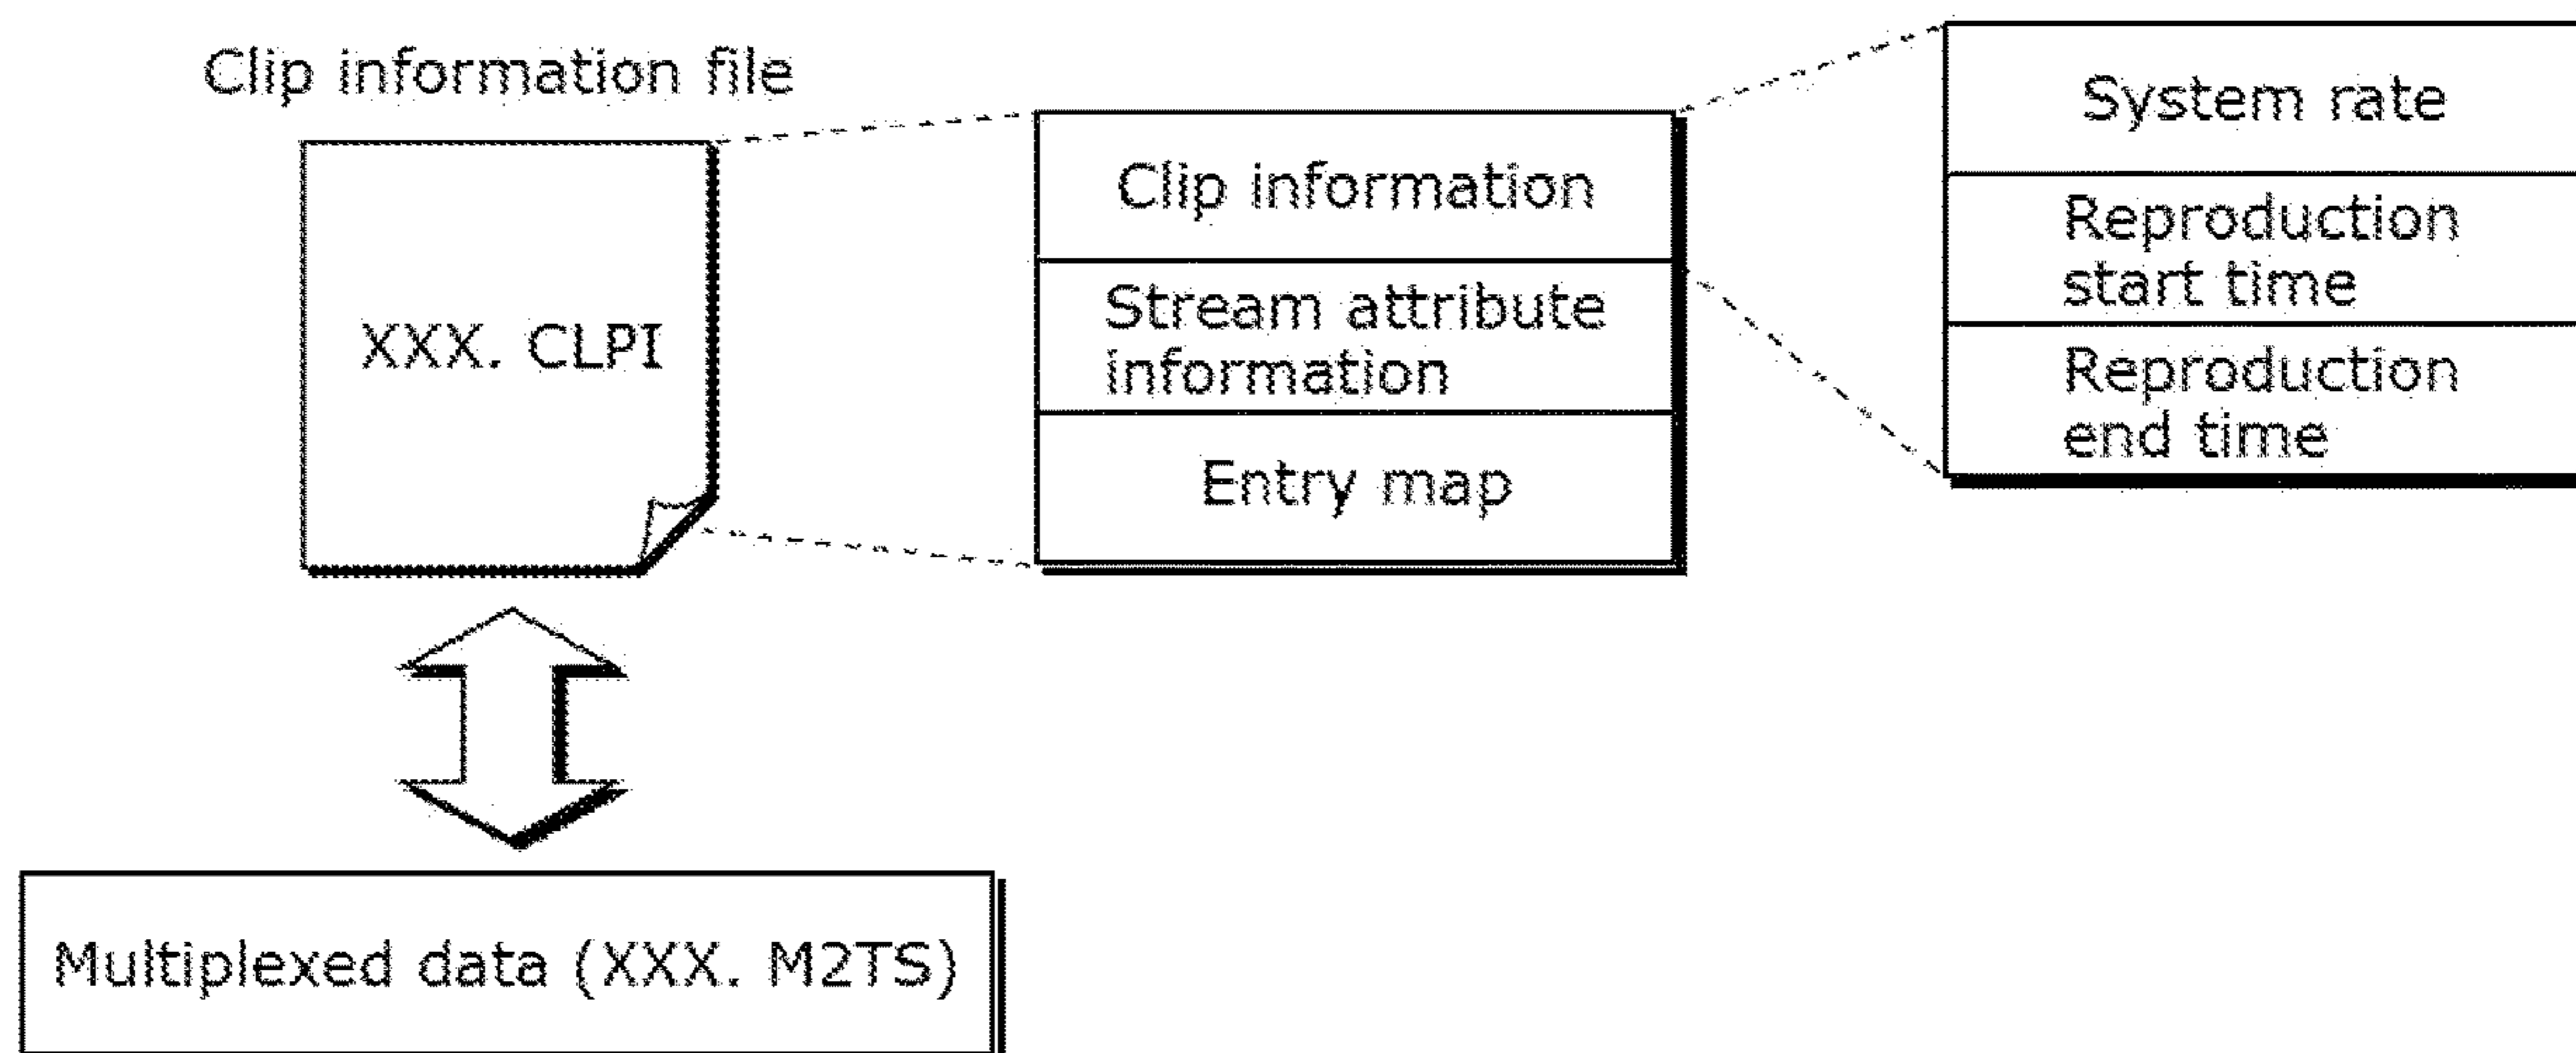 Clip information file
XXX. CLPI
Clip information
Stream attribute
information
Entry map
System rate
Reproduction
start time
Reproduction
end time
Multiplexed data (XXX. M2TS)